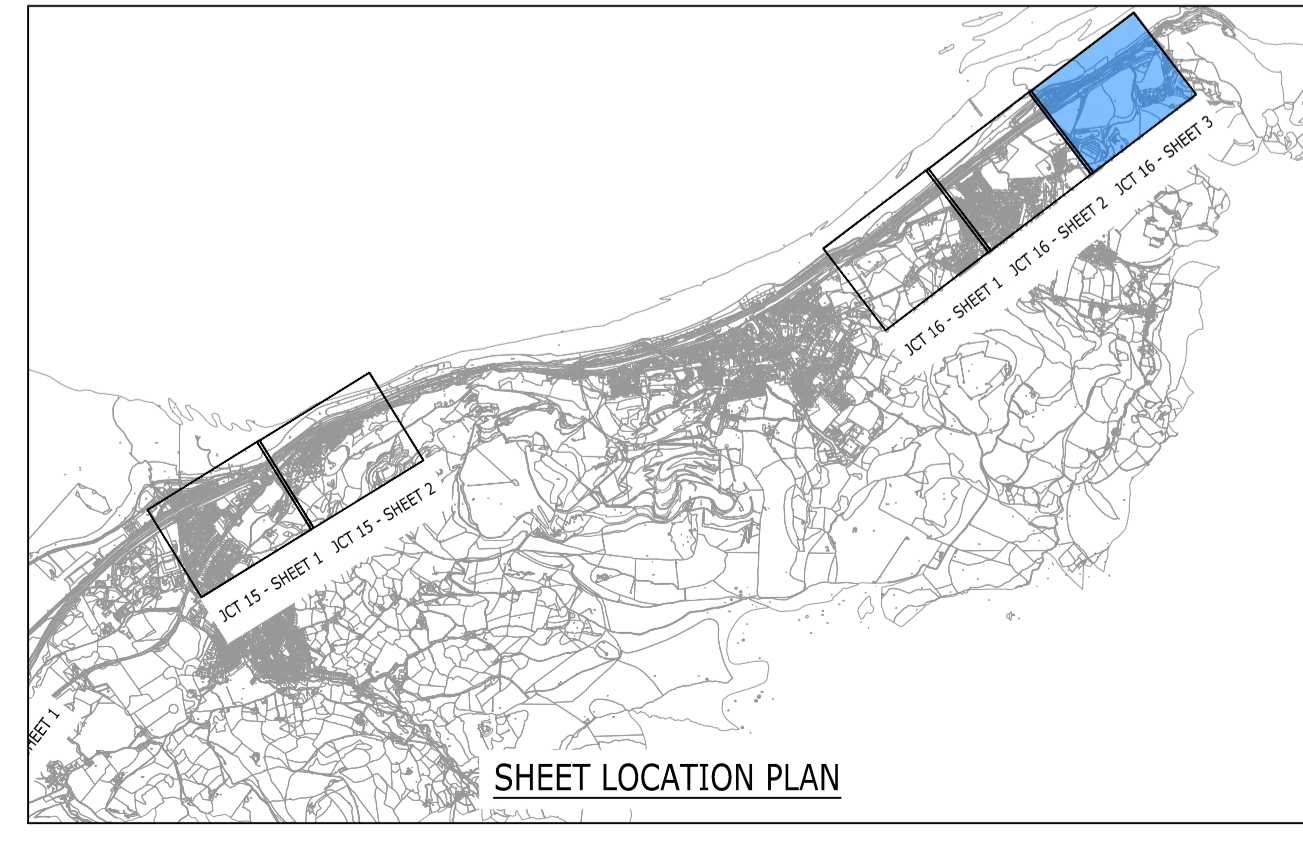 JCT 16 - SHEET 3
JCT 16 - SHEET 2
JCT 16 - SHEET 1
JCT 15 - SHEET 2
JCT 15 - SHEET 1
SHEET LOCATION PLAN